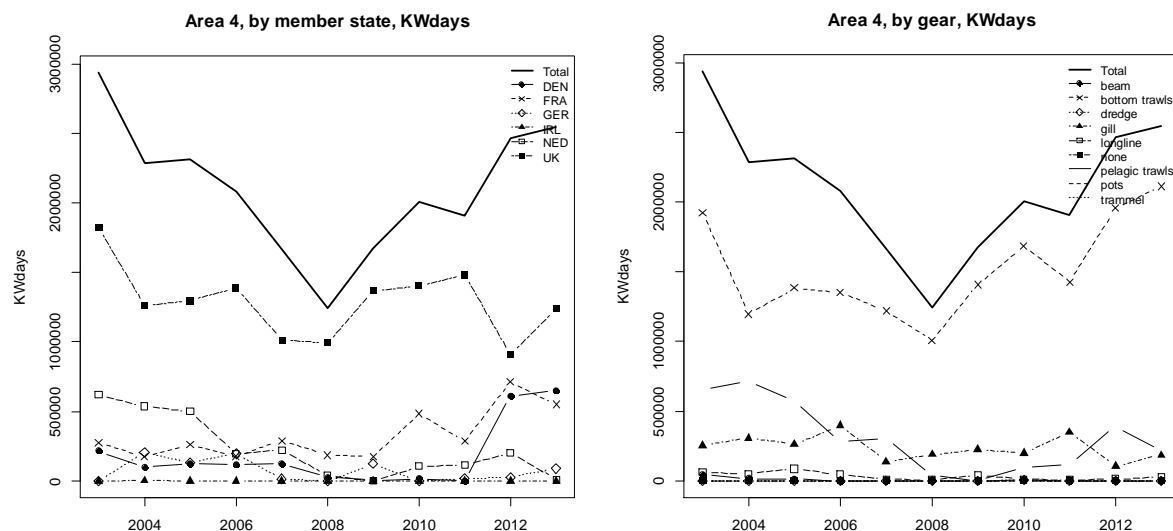 Area 4, by member state, KWdays
KWdays
3000000
2000000
1000000
500000
0
2004
2006
2008
2010
2012
Total
DEN
FRA
GER
IRL
NED
UK
Area 4, by gear, KWdays
KWdays
3000000
2000000
1000000
500000
0
2004
2006
2008
2010
2012
Total
beam
bottom trawls
dredge
gill
longline
none
pelagic trawls
pots
trammel